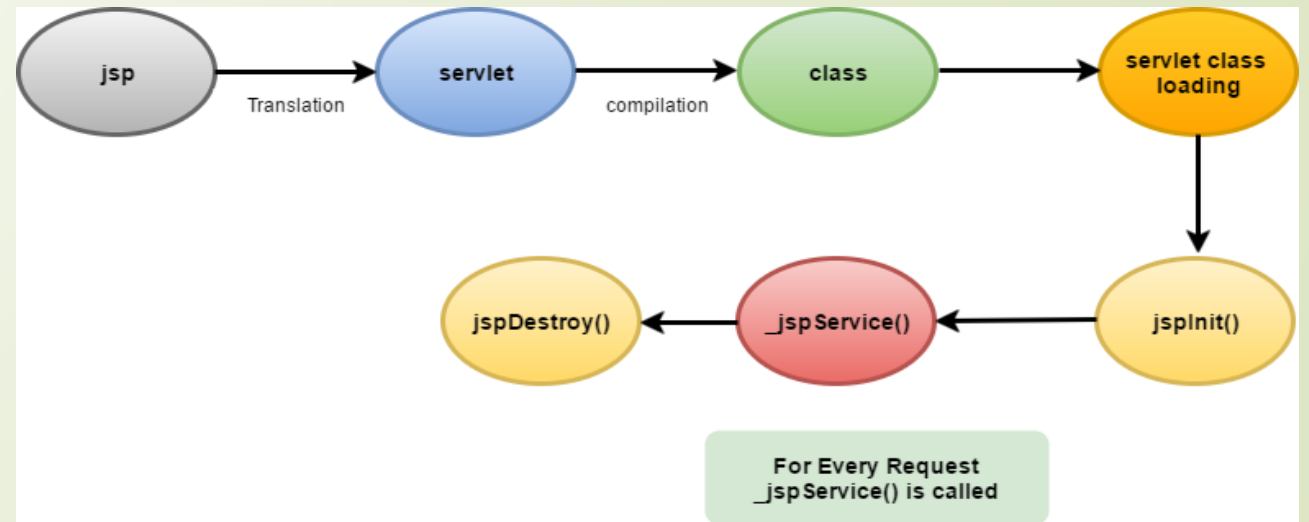 jsp
Translation
servlet
compilation
class
servlet class
loading
jspInit()
_jspService()
jspDestroy()
For Every Request
_jspService() is called